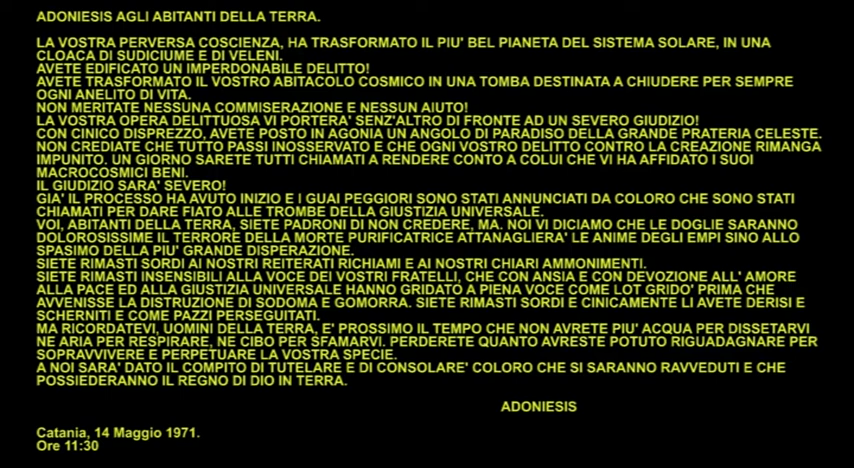 ADONIESIS AGLI ABITANTI DELLA TERRA.
LA VOSTRA PERVERSA COSCIENZA, HA TRASFORMATO IL PIU' BEL PIANETA DEL SISTEMA SOLARE, IN UNA
CLOACA DI SUDICIUME E DI VELENI.
AVETE EDIFICATO UN IMPERDONABILE DELITTO!
AVETE TRASFORMATO IL VOSTRO ABITACOLO COSMICO IN UNA TOMBA DESTINATA A CHIUDERE PER SEMPRE
OGNI ANELITO DI VITA.
NON MERITATE NESSUNA COMMISERAZIONE E NESSUN AIUTO!
LA VOSTRA OPERA DELITTUOSA VI PORTERA' SENZ'ALTRO DI FRONTE AD UN SEVERO GIUDIZIO!
CON CINICO DISPREZZO, AVETE POSTO IN AGONIA UN ANGOLO DI PARADISO DELLA GRANDE PRATERIA CELESTE.
NON CREDIATE CHE TUTTO PASSI INOSSERVATO E CHE OGNI VOSTRO DELITTO CONTRO LA CREAZIONE RIMANGA
IMPUNITO. UN GIORNO SARETE TUTTI CHIAMATI A RENDERE CONTO A COLUI CHE VI HA AFFIDATO I SUOI
MACROCOSMICI BENI.
IL GIUDIZIO SARA' SEVERO!
GIA' IL PROCESSO HA AVUTO INIZIO E I GUAI PEGGIORI SONO STATI ANNUNCIATI DA COLORO CHE SONO STATI
CHIAMATI PER DARE FIATO ALLE TROMBE DELLA GIUSTIZIA UNIVERSALE.
VOI, ABITANTI DELLA TERRA, SIETE PADRONI DI NON CREDERE, MA. NOI VI DICIAMO CHE LE DOGLIE SARANNO
DOLOROSISSIME IL TERRORE DELLA MORTE PURIFICATRICE ATTANAGLIERA' LE ANIME DEGLI EMPI SINO ALLO
SPASIMO DELLA PIU' GRANDE DISPERAZIONE.
SIETE RIMASTI SORDI AI NOSTRI REITERATI RICHIAMI E AI NOSTRI CHIARI AMMONIMENTI.
SIETE RIMASTI INSENSIBILI ALLA VOCE DEI VOSTRI FRATELLI, CHE CON ANSIA E CON DEVOZIONE ALL' AMORE
ALLA PACE ED ALLA GIUSTIZIA UNIVERSALE HANNO GRIDATO A PIENA VOCE COME LOT GRIDO' PRIMA CHE
AVVENISSE LA DISTRUZIONE DI SODOMA E GOMORRA. SIETE RIMASTI SORDI E CINICAMENTE LI AVETE DERISI E
SCHERNITI E COME PAZZI PERSEGUITATI.
MA RICORDATEVI, UOMINI DELLA TERRA, E' PROSSIMO IL TEMPO CHE NON AVRETE PIU' ACQUA PER DISSETARVI
NE ARIA PER RESPIRARE, NE CIBO PER SFAMARVI. PERDERETE QUANTO AVRESTE POTUTO RIGUADAGNARE PER
SOPRAVVIVERE E PERPETUARE LA VOSTRA SPECIE.
A NOI SARA' DATO IL COMPITO DI TUTELARE E DI CONSOLARE' COLORO CHE SI SARANNO RAVVEDUTI E CHE
POSSIEDERANNO IL REGNO DI DIO IN TERRA.
ADONIESIS
Catania, 14 Maggio 1971.
Ore 11:30